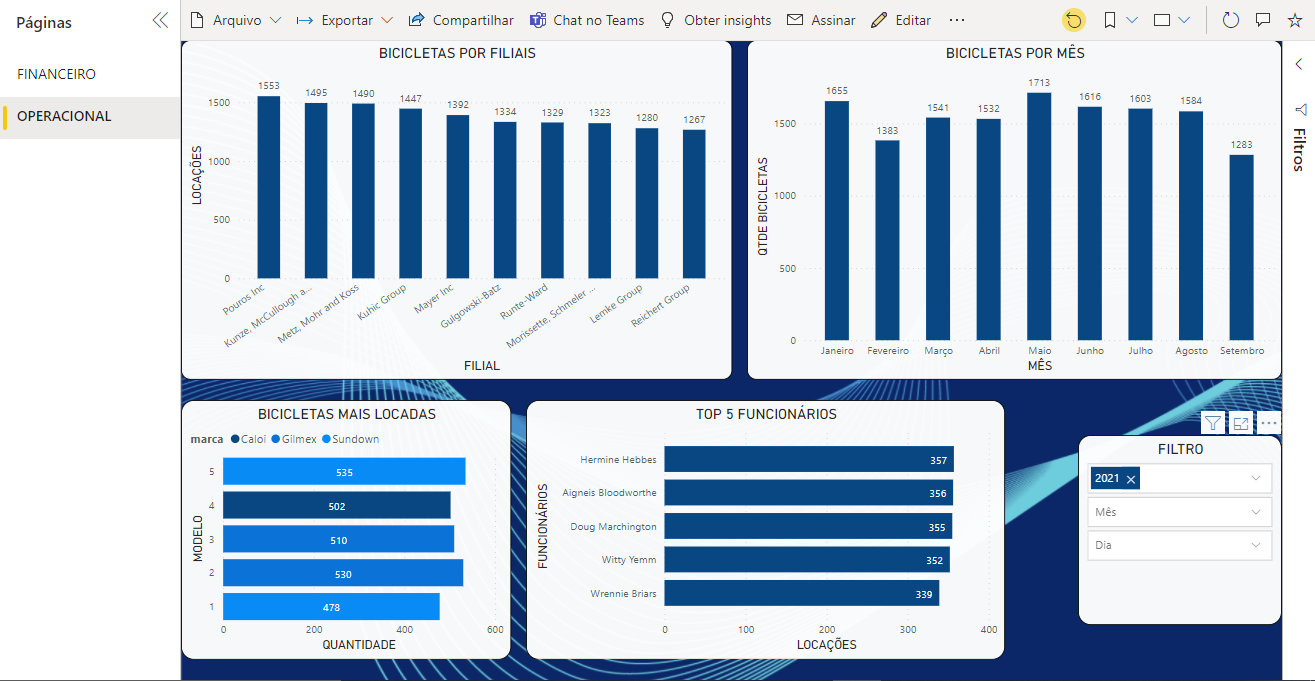 Páginas
FINANCEIRO
OPERACIONAL
Arquivo Exportar Compartilhar Chat no Teams Obter insights Assinar Editar ...
BICICLETAS POR FILIAIS
LOCAÇÕES
1500
1000
500
0
1553 1495 1490 1447 1392 1334 1329 1323 1280 1267
Pouros Inc
Kunze, McCullough a...
Metz, Mohr and Koss
Kuhic Group
Mayer Inc
Gulgowski-Batz
Runte-Ward
Morissette, Schmeler ...
Lemke Group
Reichert Group
FILIAL
BICICLETAS POR MÊS
QTDE BICICLETAS
1500
1000
500
0
1655 1383 1541 1532 1713 1616 1603 1584 1283
Janeiro Fevereiro Março Abril Maio Junho Julho Agosto Setembro
MÊS
Filtros
BICICLETAS MAIS LOCADAS
marca Caloi Gilmex Sundown
MODELO
5 535
4 502
3 510
2 530
1 478
0 200 400 600
QUANTIDADE
TOP 5 FUNCIONÁRIOS
FUNCIONÁRIOS
Hermine Hebbes 357
Aigneis Bloodworthe 356
Doug Marchington 355
Witty Yemm 352
Wrennie Briars 339
0 100 200 300 400
LOCAÇÕES
FILTRO
2021
Mês
Dia